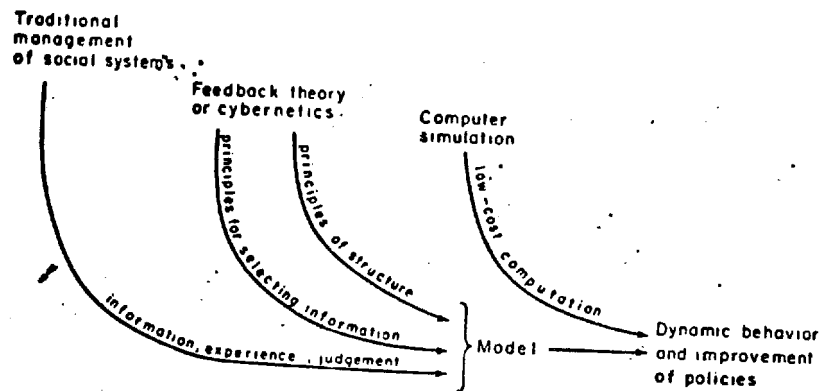 Traditional
management
of social systems
Feedback theory
or cybernetics.
Computer
simulation
principles for selecting information
principles of structure
low-cost computation
information, experience, judgement
Model
Dynamic behavior
and improvement
of policies